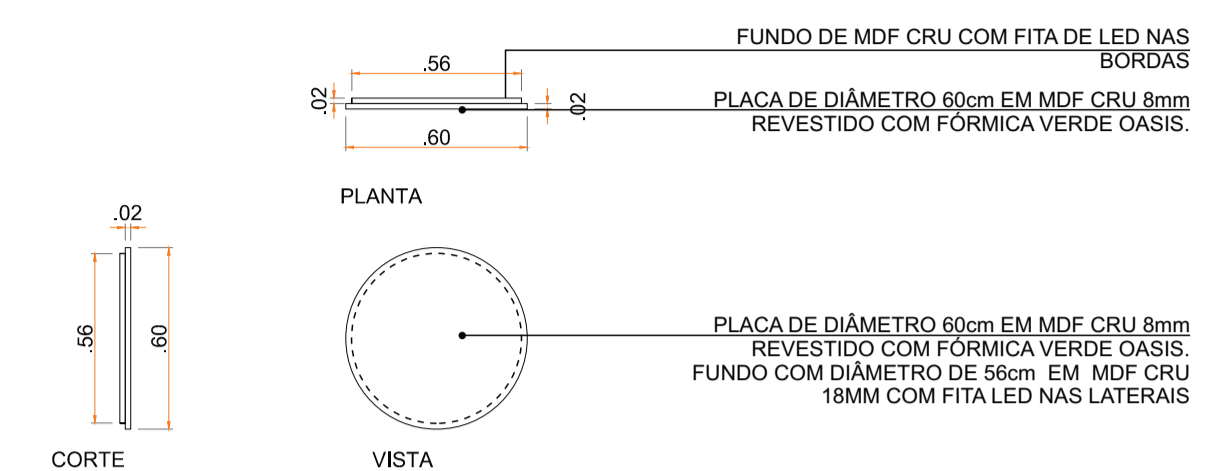 FUNDO DE MDF CRU COM FITA DE LED NAS
BORDAS
.56
.02
.02
PLACA DE DIÂMETRO 60cm EM MDF CRU 8mm
REVESTIDO COM FÓRMICA VERDE OASIS.
.60
PLANTA
.02
.56
.60
PLACA DE DIÂMETRO 60cm EM MDF CRU 8mm
REVESTIDO COM FÓRMICA VERDE OASIS.
FUNDO COM DIÂMETRO DE 56cm EM MDF CRU
18MM COM FITA LED NAS LATERAIS
CORTE
VISTA